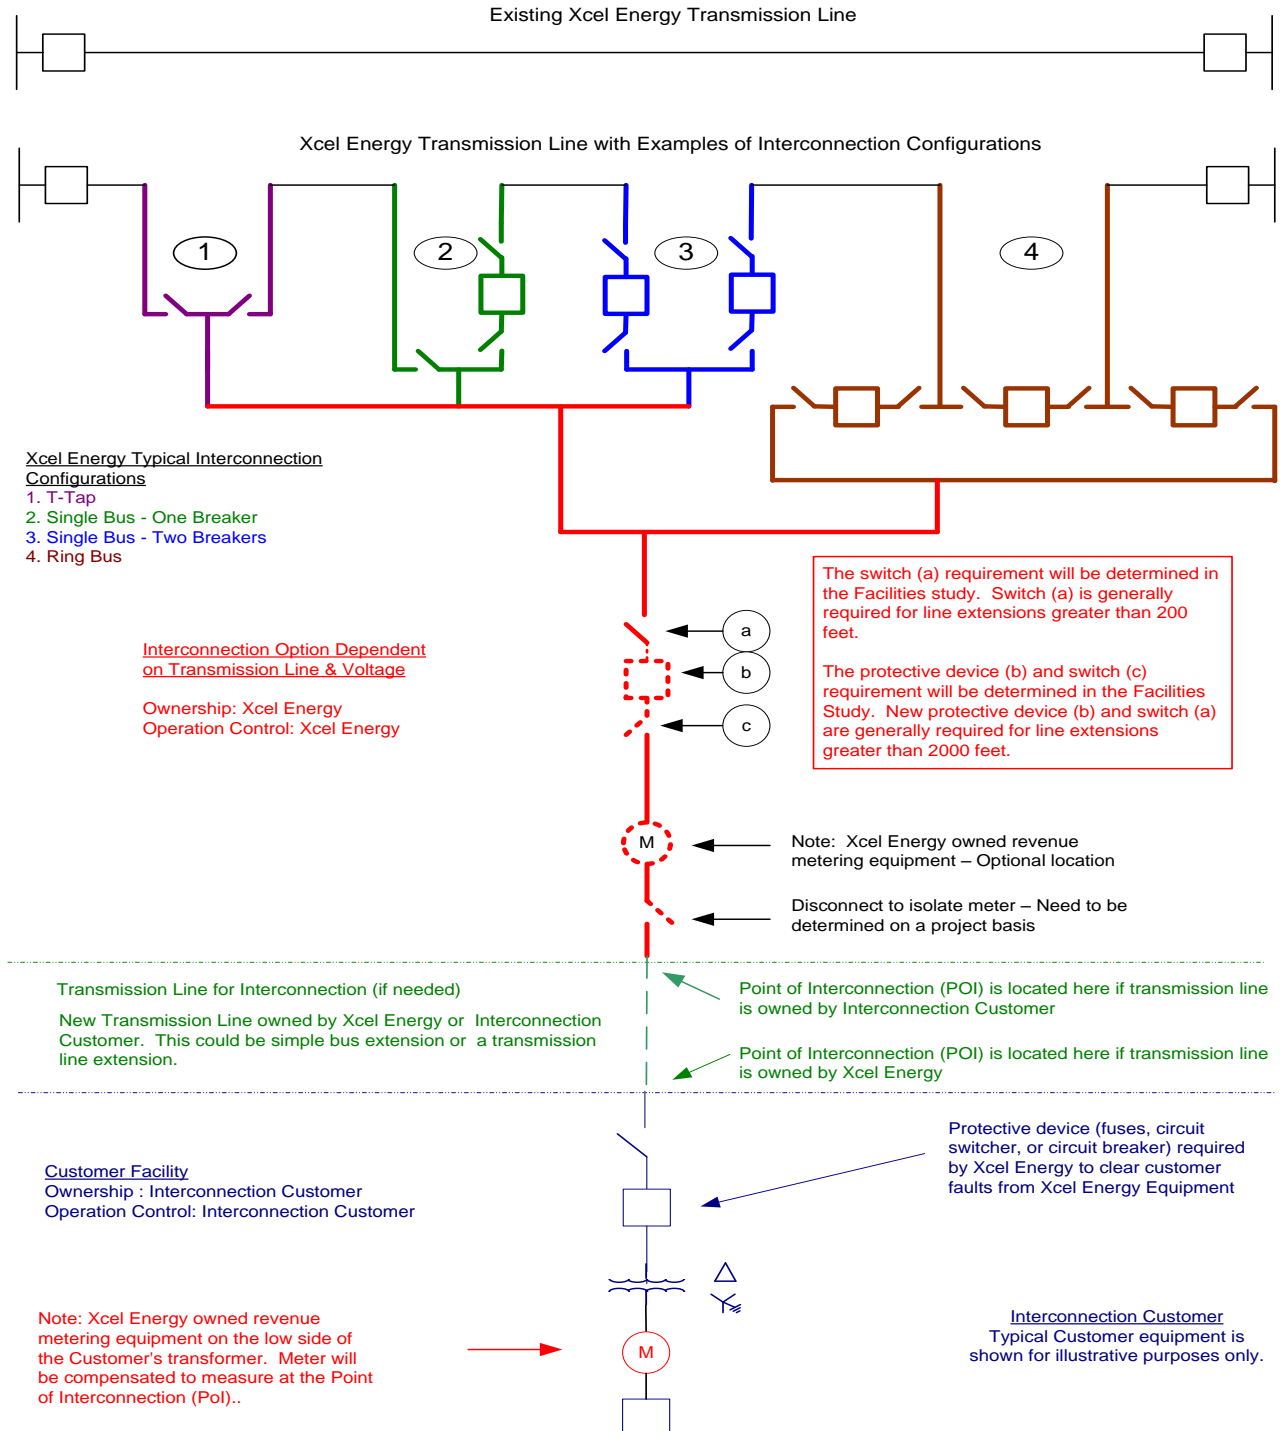 Existing Xcel Energy Transmission Line
Xcel Energy Transmission Line with Examples of Interconnection Configurations
1
2
3
4
Xcel Energy Typical Interconnection
Configurations
1. T-Tap
2. Single Bus - One Breaker
3. Single Bus - Two Breakers
4. Ring Bus
The switch (a) requirement will be determined in
the Facilities study.  Switch (a) is generally
required for line extensions greater than 200
feet.
The protective device (b) and switch (c)
requirement will be determined in the Facilities
Study.  New protective device (b) and switch (a)
are generally required for line extensions
greater than 2000 feet.
Interconnection Option Dependent
on Transmission Line & Voltage
Ownership: Xcel Energy
Operation Control: Xcel Energy
a
b
c
M
Note:  Xcel Energy owned revenue
metering equipment – Optional location
Disconnect to isolate meter – Need to be
determined on a project basis
Transmission Line for Interconnection (if needed)
New Transmission Line owned by Xcel Energy or  Interconnection
Customer.  This could be simple bus extension or  a transmission
line extension.
Point of Interconnection (POI) is located here if transmission line
is owned by Interconnection Customer
Point of Interconnection (POI) is located here if transmission line
is owned by Xcel Energy
Customer Facility
Ownership : Interconnection Customer
Operation Control: Interconnection Customer
Protective device (fuses, circuit
switcher, or circuit breaker) required
by Xcel Energy to clear customer
faults from Xcel Energy Equipment
Note: Xcel Energy owned revenue
metering equipment on the low side of
the Customer's transformer.  Meter will
be compensated to measure at the Point
of Interconnection (PoI)..
M
Interconnection Customer
Typical Customer equipment is
shown for illustrative purposes only.